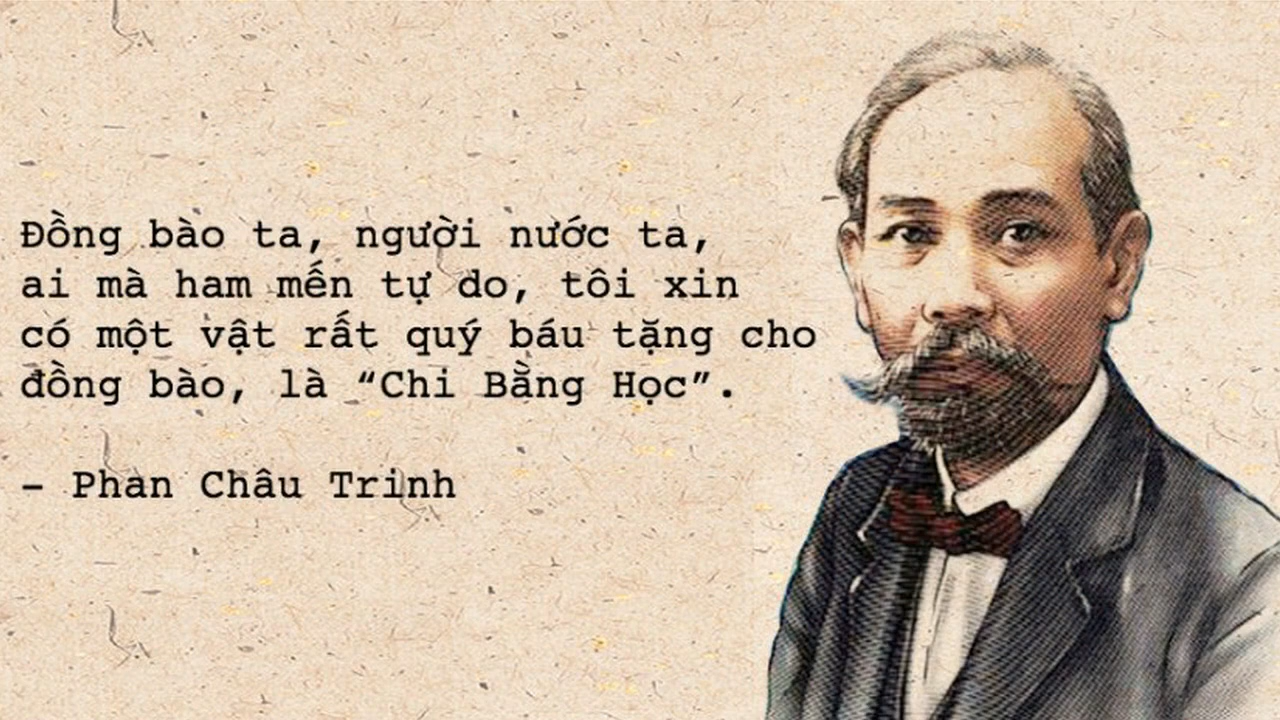 Đồng bào ta, người nước ta,
ai mà ham mến tự do, tôi xin
có một vật rất quý báu tặng cho
đồng bào, là “Chi Bằng Học”.
– Phan Châu Trinh